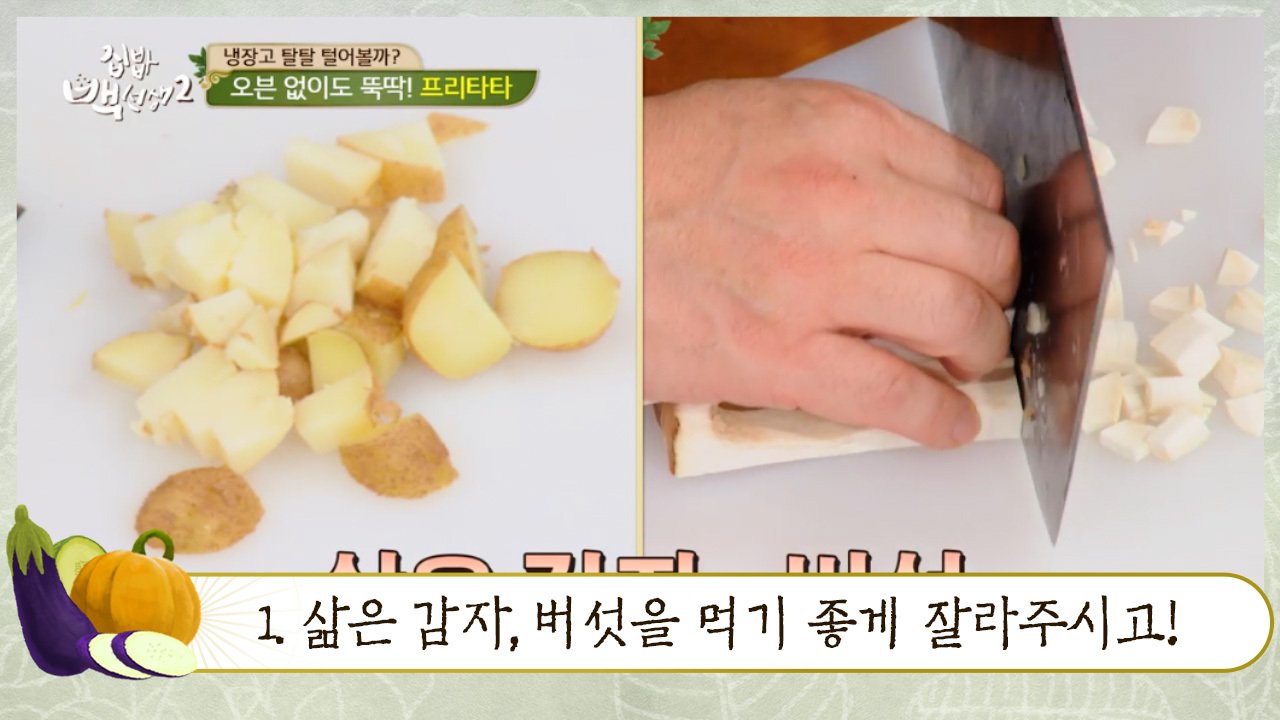 집밥
백선생2
냉장고 탈탈 털어볼까?
오븐 없이도 뚝딱! 프리타타
1. 삶은 감자, 버섯을 먹기 좋게 잘라주시고!